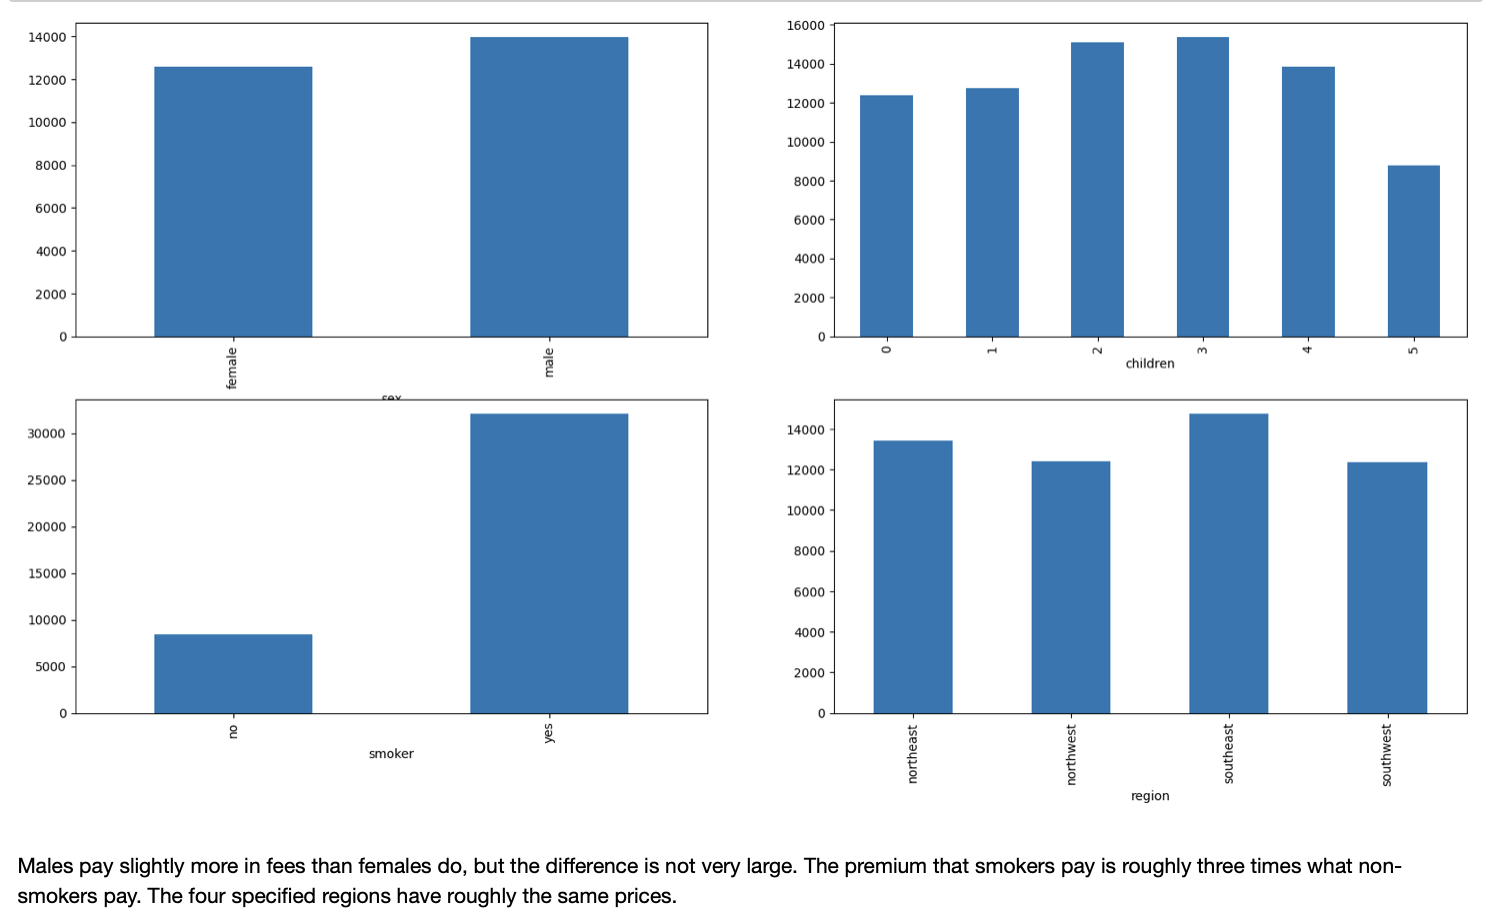 14000
12000
10000
8000
6000
4000
2000
0
female
male
sex
16000
14000
12000
10000
8000
6000
4000
2000
0
0
1
2
3
4
5
children
30000
25000
20000
15000
10000
5000
0
no
yes
smoker
14000
12000
10000
8000
6000
4000
2000
0
northeast
northwest
southeast
southwest
region
Males pay slightly more in fees than females do, but the difference is not very large. The premium that smokers pay is roughly three times what non-
smokers pay. The four specified regions have roughly the same prices.